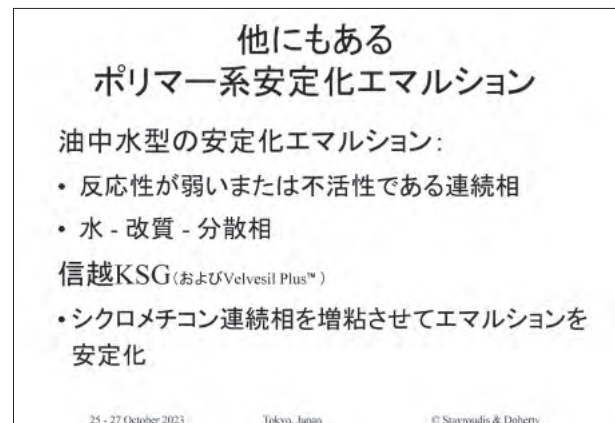 他にもある
ポリマー系安定化エマルション
油中水型の安定化エマルション:
• 反応性が弱いまたは不活性である連続相
• 水 - 改質 - 分散相
信越KSG(およびVelvesil Plus™ )
• シクロメチコン連続相を増粘させてエマルションを
安定化
25 - 27 October 2023 Tokyo, Japan © Stavroudis & Doherty